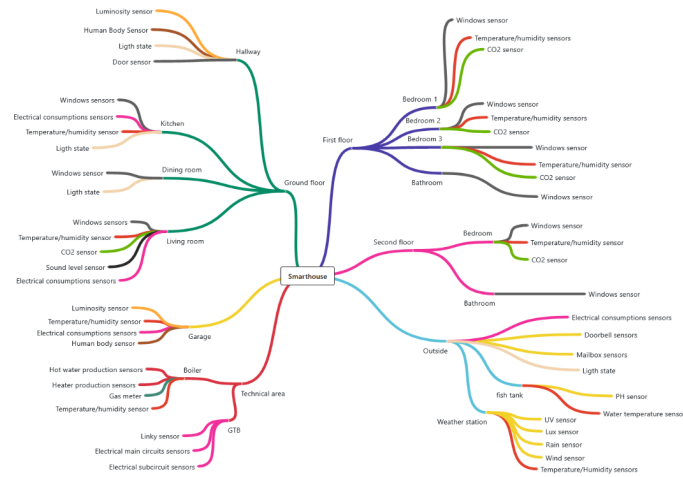 Luminosity sensor
Human Body Sensor
Ligth state
Door sensor
Hallway
Windows sensors
Electrical consumptions sensors
Temperature/humidity sensor
Ligth state
Kitchen
Windows sensor
Ligth state
Dining room
Windows sensors
Temperature/humidity sensor
CO2 sensor
Sound level sensor
Electrical consumptions sensors
Living room
Ground floor
Luminosity sensor
Temperature/humidity sensor
Electrical consumptions sensors
Human body sensor
Garage
Hot water production sensors
Heater production sensors
Gas meter
Temperature/humidity sensor
Boiler
Technical area
Linky sensor
Electrical main circuits sensors
Electrical subcircuit sensors
GTB
Smarthouse
First floor
Bedroom 1
Windows sensor
Temperature/humidity sensors
CO2 sensor
Bedroom 2
Windows sensor
Temperature/humidity sensors
CO2 sensor
Bedroom 3
Windows sensor
Temperature/humidity sensor
CO2 sensor
Bathroom
Windows sensor
Second floor
Bedroom
Windows sensor
Temperature/humidity sensor
CO2 sensor
Bathroom
Windows sensor
Outside
Electrical consumptions sensors
Doorbell sensors
Mailbox sensors
Ligth state
fish tank
PH sensor
Water temperature senso
Weather station
UV sensor
Lux sensor
Rain sensor
Wind sensor
Temperature/Humidity sensors